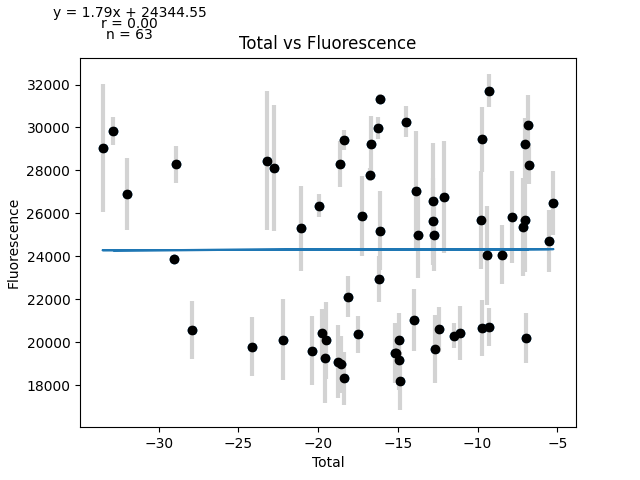 y = 1.79x + 24344.55
r = 0.00
n = 63
Total vs Fluorescence
32000
30000
28000
26000
24000
22000
20000
18000
Fluorescence
−30 −25 −20 −15 −10 −5
Total